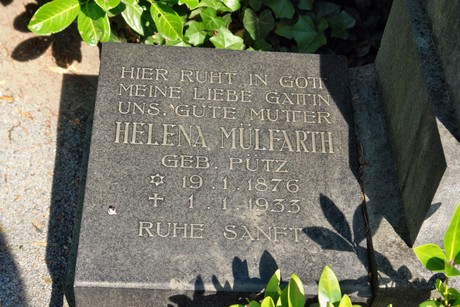 HIER RUHT IN GOTT
MEINE LIEBE GATTIN
UNS. GUTE MUTTER
HELENA MÜLFARTH
GEB. PÜTZ
✡ 19.1.1876
✝ 1.1.1933
RUHE SANFT